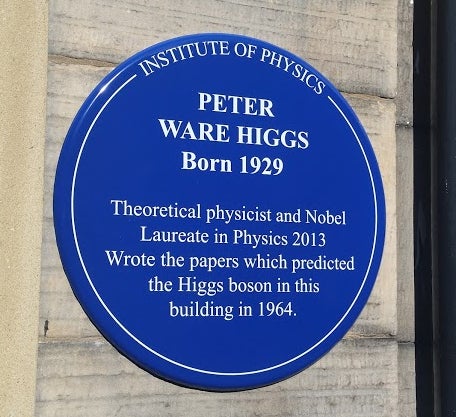 INSTITUTE OF PHYSICS
PETER
WARE HIGGS
Born 1929
Theoretical physicist and Nobel
Laureate in Physics 2013
Wrote the papers which predicted
the Higgs boson in this
building in 1964.